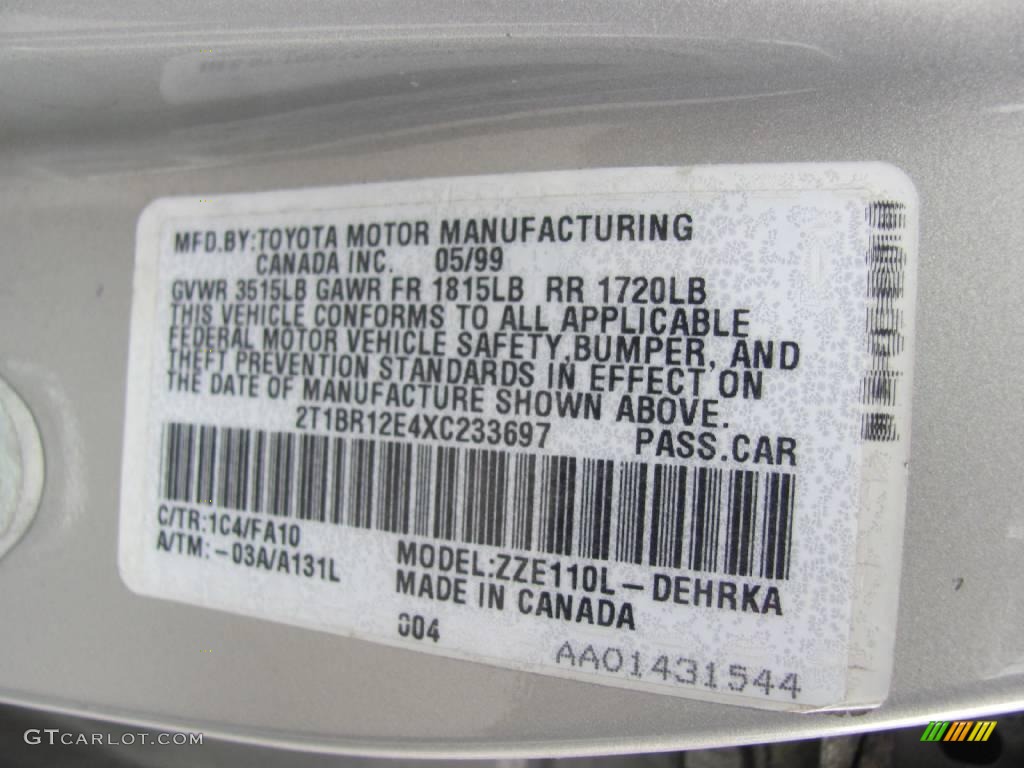 MFD.BY:TOYOTA MOTOR MANUFACTURING
CANADA INC. 05/99
GVWR 3515LB GAWR FR 1815LB RR 1720LB
THIS VEHICLE CONFORMS TO ALL APPLICABLE
FEDERAL MOTOR VEHICLE SAFETY,BUMPER, AND
THEFT PREVENTION STANDARDS IN EFFECT ON
THE DATE OF MANUFACTURE SHOWN ABOVE.
2T1BR12E4XC233697 PASS.CAR
C/TR:1C4/FA10
A/TM:-03A/A131L
MODEL:ZZE110L-DEHRKA
MADE IN CANADA
004
AA01431544
GTCARLOT.COM